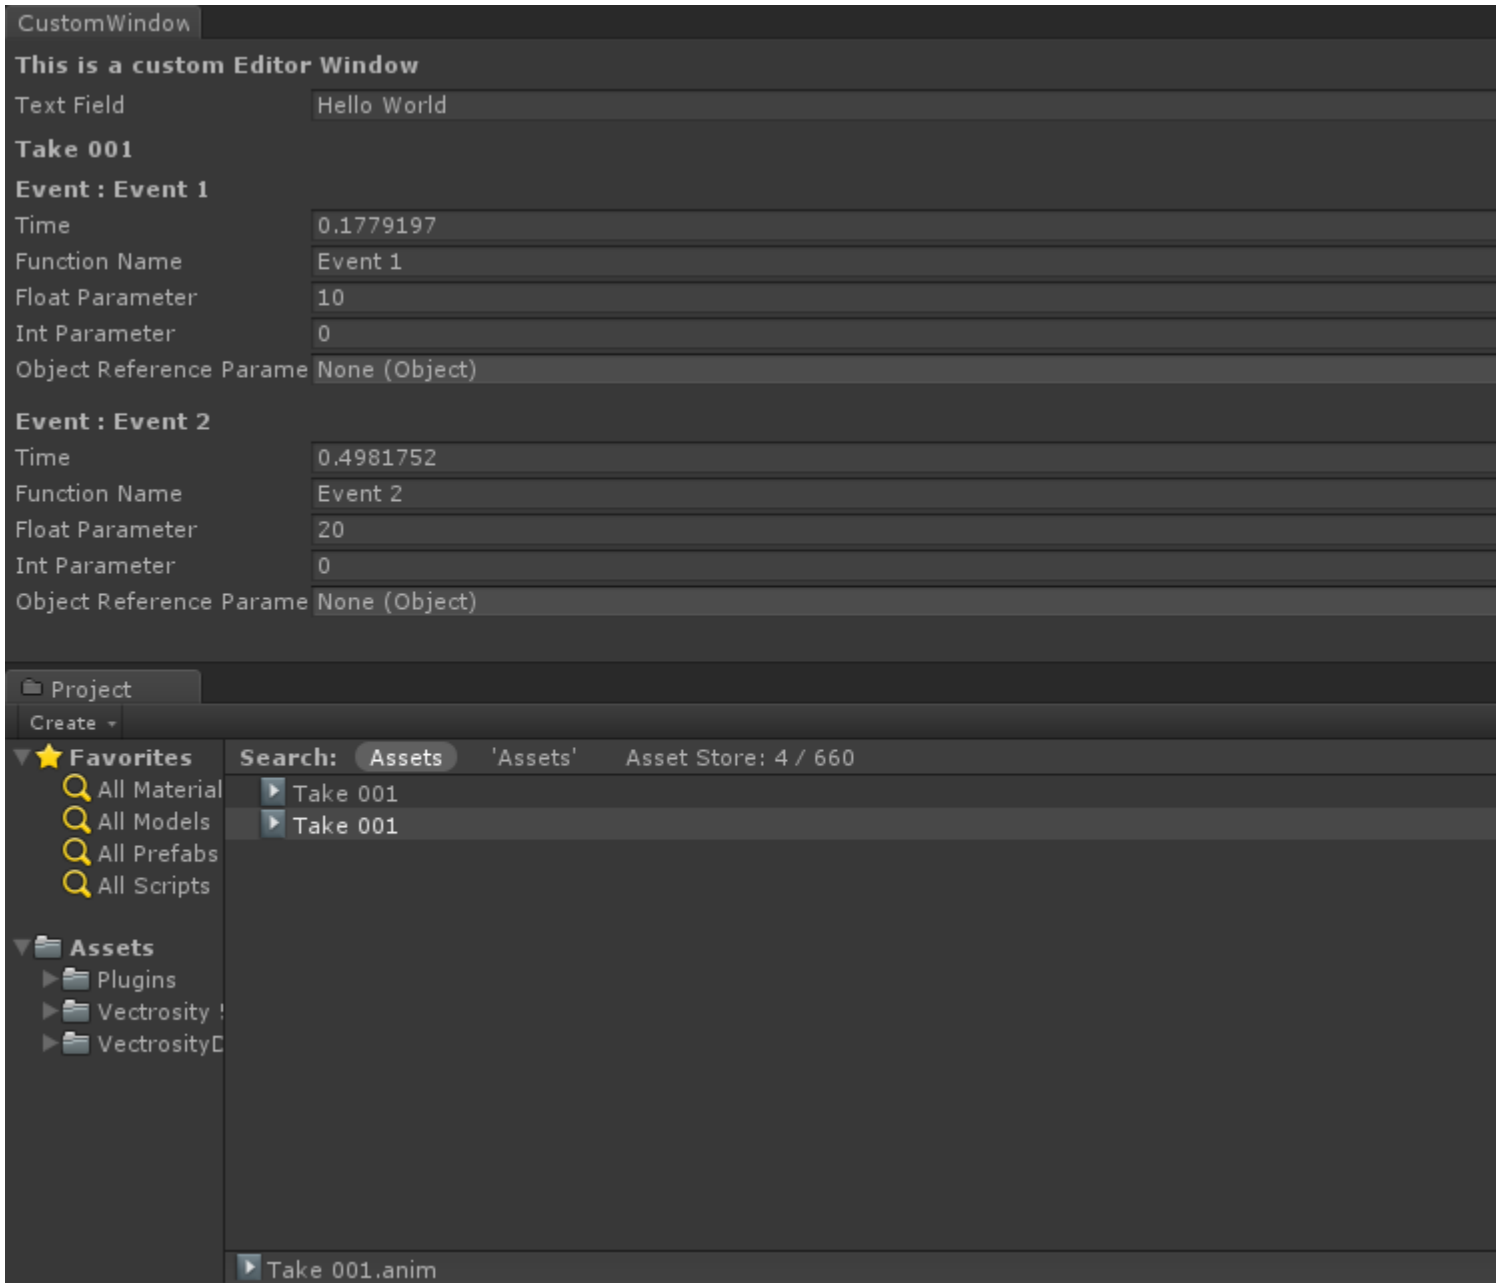 CustomWindow
This is a custom Editor Window
Text Field Hello World
Take 001
Event : Event 1
Time 0.1779197
Function Name Event 1
Float Parameter 10
Int Parameter 0
Object Reference Parame None (Object)
Event : Event 2
Time 0.4981752
Function Name Event 2
Float Parameter 20
Int Parameter 0
Object Reference Parame None (Object)
Project
Create
Favorites
All Material
All Models
All Prefabs
All Scripts
Assets
Plugins
Vectrosity
VectrosityD
Search: Assets 'Assets' Asset Store: 4 / 660
Take 001
Take 001
Take 001.anim